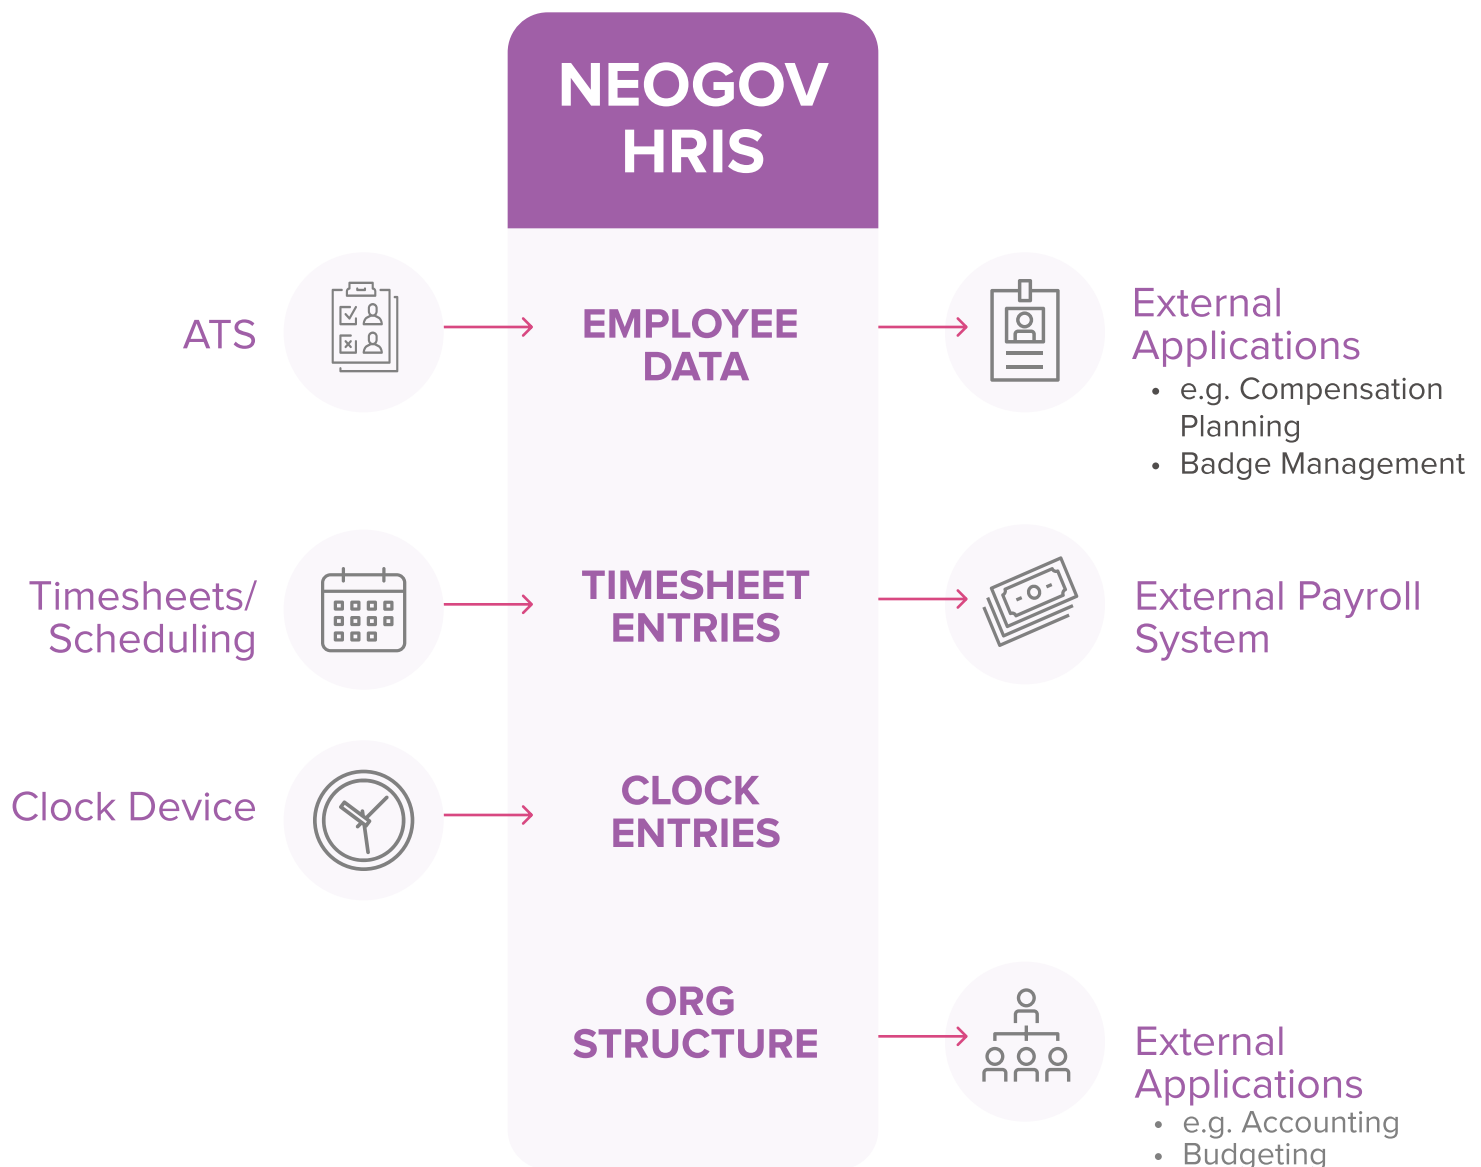 NEOGOV
HRIS
ATS
EMPLOYEE
DATA
External
Applications
• e.g. Compensation
Planning
• Badge Management
Timesheets/
Scheduling
TIMESHEET
ENTRIES
External Payroll
System
Clock Device
CLOCK
ENTRIES
ORG
STRUCTURE
External
Applications
• e.g. Accounting
• Budgeting